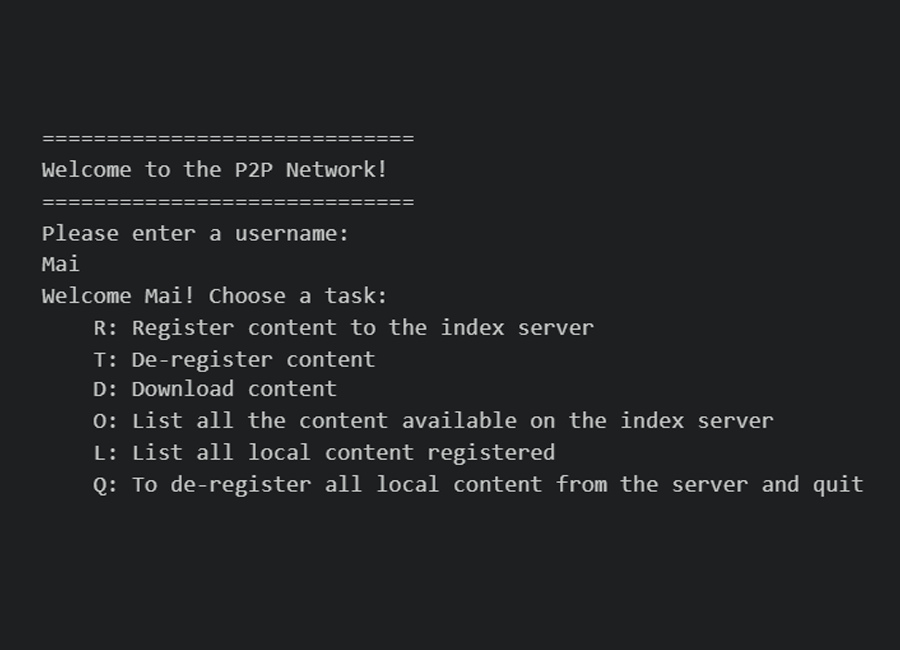 =============================
Welcome to the P2P Network!
=============================
Please enter a username:
Mai
Welcome Mai! Choose a task:
    R: Register content to the index server
    T: De-register content
    D: Download content
    O: List all the content available on the index server
    L: List all local content registered
    Q: To de-register all local content from the server and quit